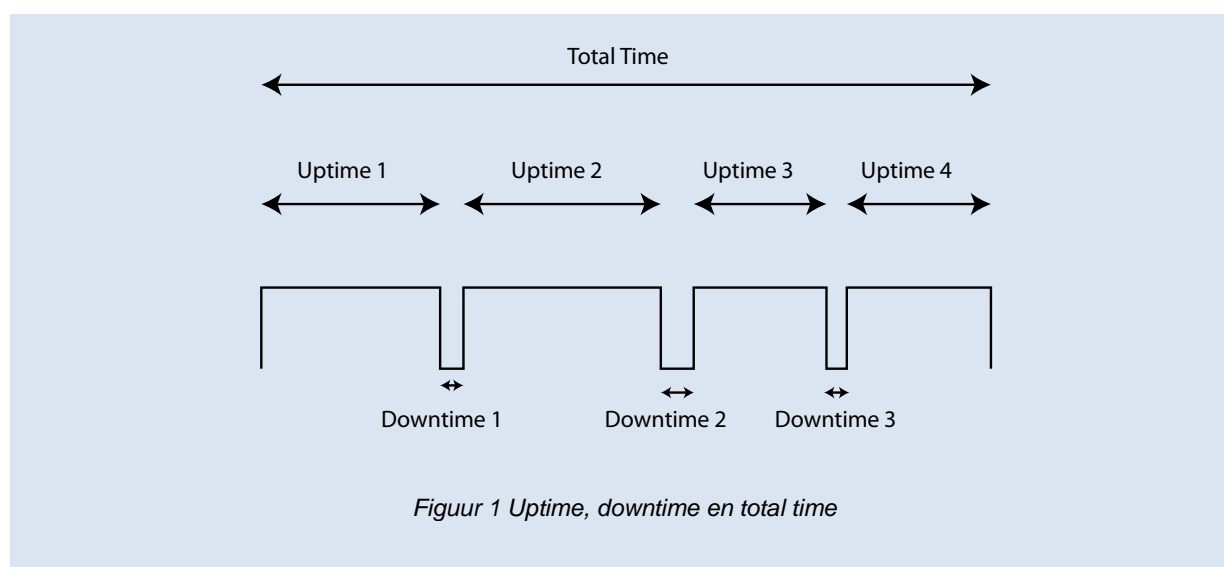 Total Time
Uptime 1 Uptime 2 Uptime 3 Uptime 4
Downtime 1 Downtime 2 Downtime 3
Figuur 1 Uptime, downtime en total time